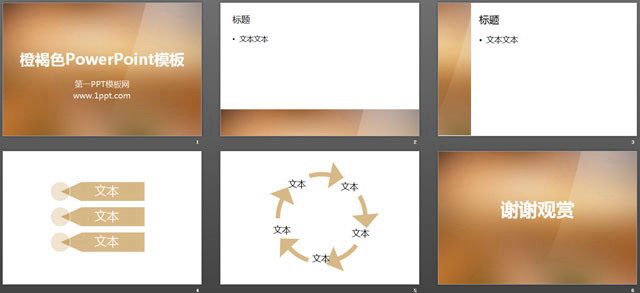 橙褐色PowerPoint模板
第一PPT模板网
www.1ppt.com
1
标题
• 文本文本
2
标题
• 文本文本
3
文本
文本
文本
4
文本
文本
文本
文本
文本
5
谢谢观赏
6